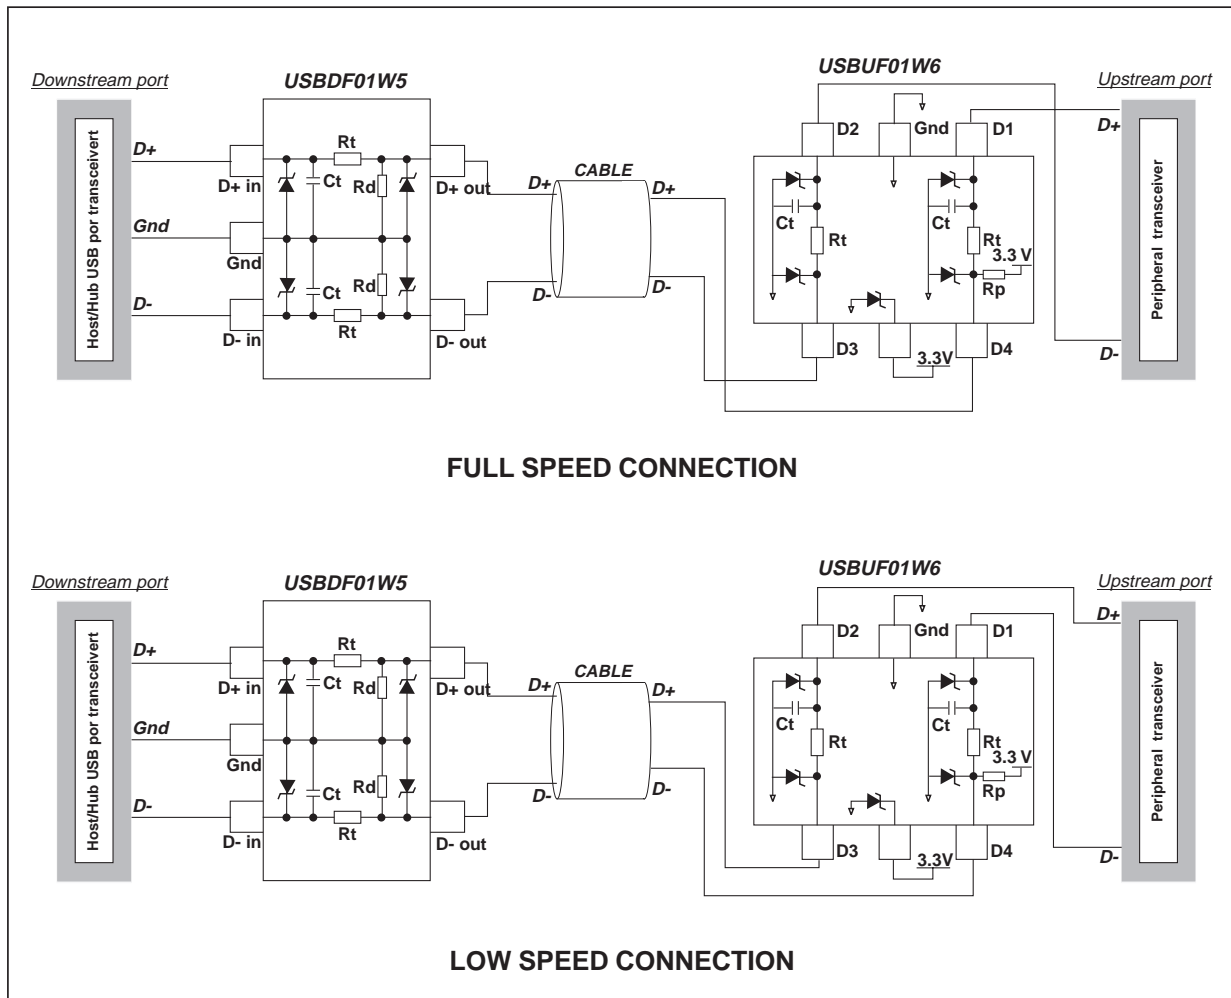 USBDF01W5
USBUF01W6
Downstream port
Upstream port
D2
Gnd
D1
D+
D+
Rt
CABLE
D+ in
Ct
Rd
D+ out
D+
D+
Host/Hub USB por transceivert
Gnd
Ct
Rt
Ct
Rt
3.3 V
Peripheral transceiver
Gnd
Rd
Rp
D-
Ct
D-
D-
D- in
Rt
D- out
D3
3.3V
D4
D-
FULL SPEED CONNECTION
USBDF01W5
USBUF01W6
Downstream port
Upstream port
D+
D2
Gnd
D1
D+
Rt
CABLE
D+ in
Ct
Rd
D+ out
D+
D+
Host/Hub USB por transceivert
Gnd
Ct
Rt
Ct
Rt
3.3 V
Peripheral transceiver
Gnd
Rd
Rp
D-
Ct
D-
D-
D- in
Rt
D- out
D3
3.3V
D4
D-
LOW SPEED CONNECTION